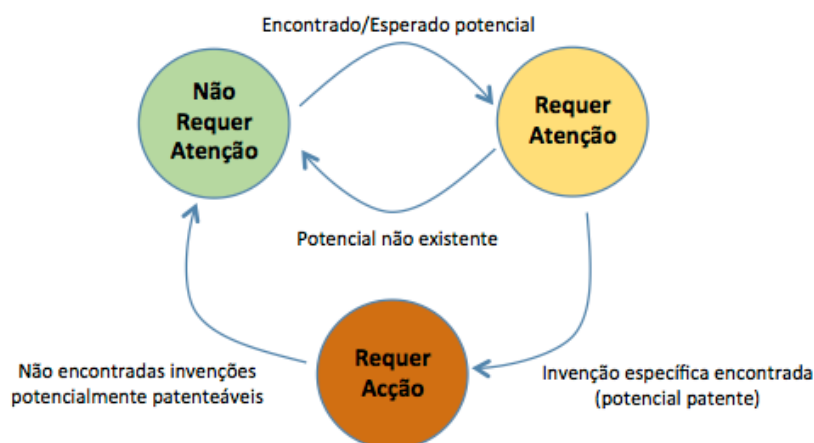 Encontrado/Esperado potencial
Não
Requer
Atenção
Requer
Atenção
Potencial não existente
Não encontradas invenções
potencialmente patenteáveis
Requer
Acção
Invenção específica encontrada
(potencial patente)